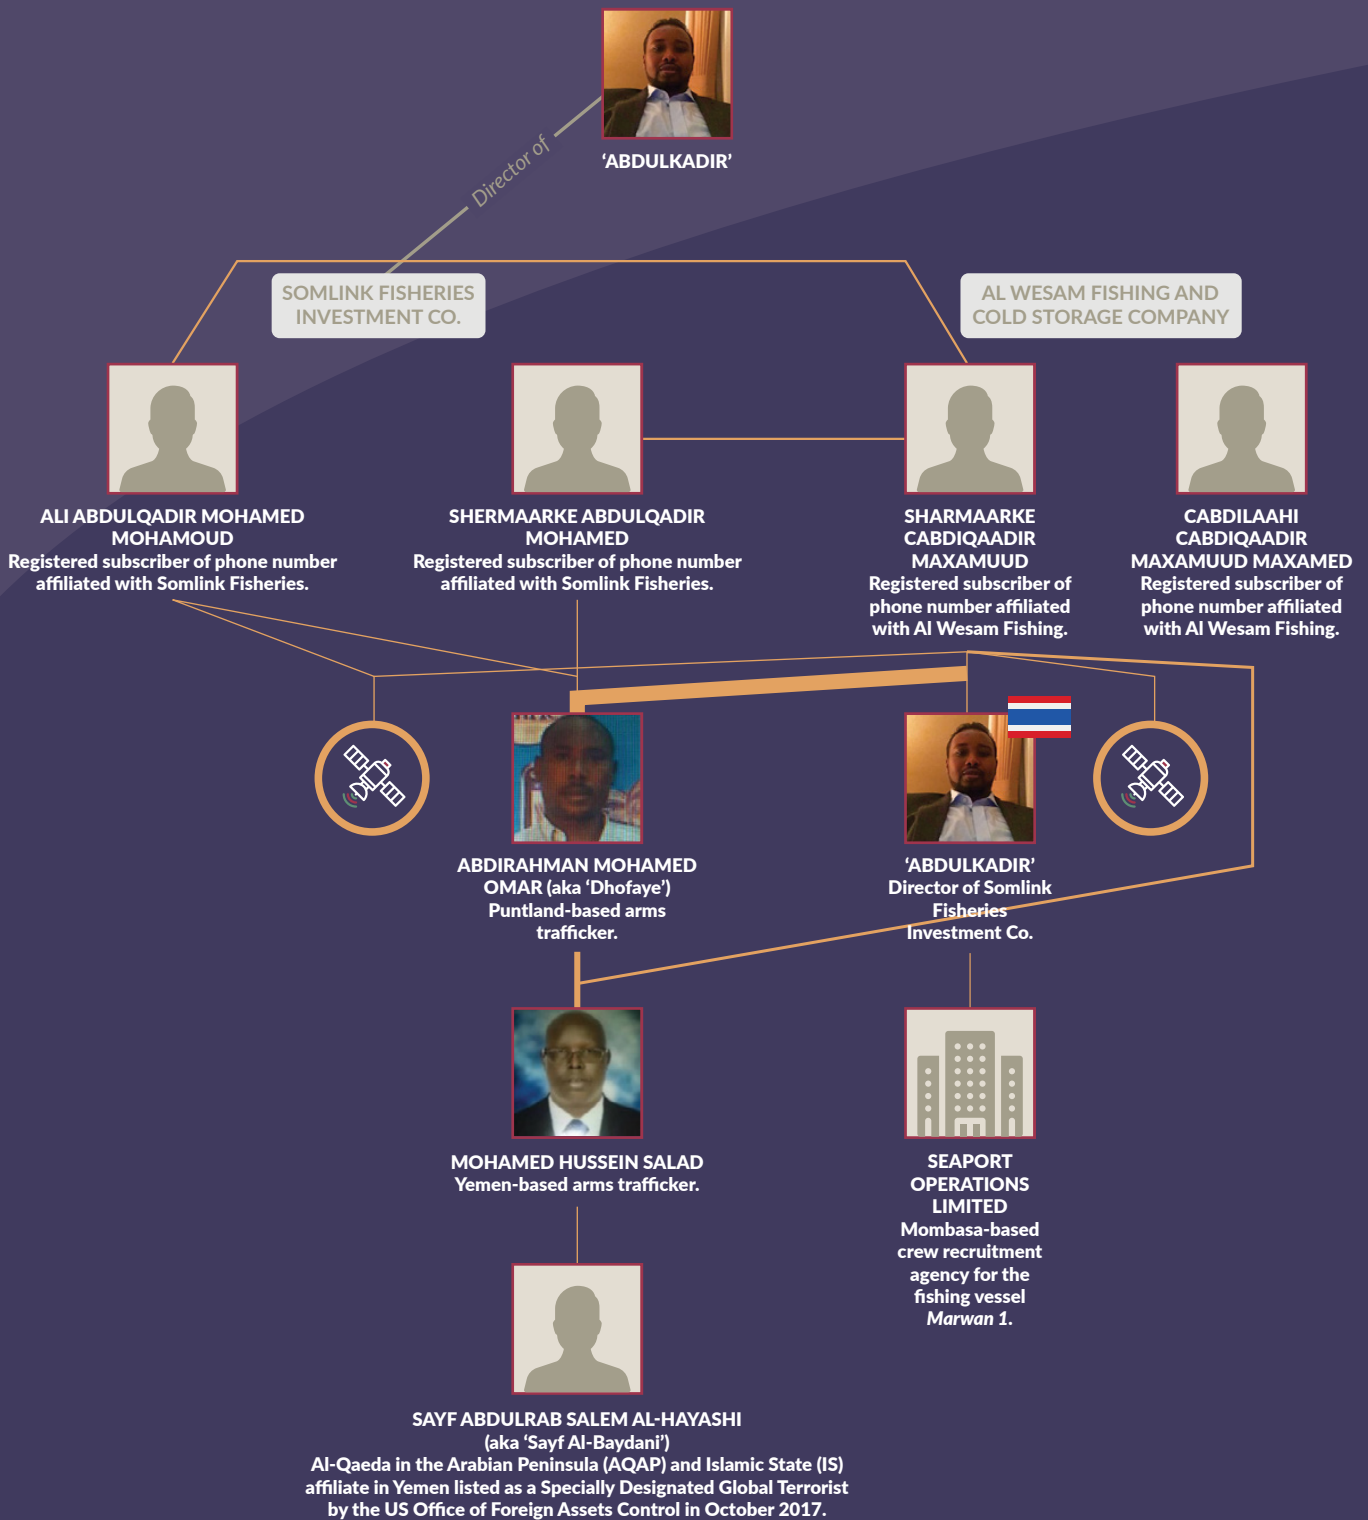 ‘ABDULKADIR’
Director of
SOMLINK FISHERIES
INVESTMENT CO.
AL WESAM FISHING AND
COLD STORAGE COMPANY
ALI ABDULQADIR MOHAMED
MOHAMOUD
Registered subscriber of phone number
affiliated with Somlink Fisheries.
SHERMAARKE ABDULQADIR
MOHAMED
Registered subscriber of phone number
affiliated with Somlink Fisheries.
SHARMAARKE
CABDIQAADIR
MAXAMUUD
Registered subscriber of
phone number affiliated
with Al Wesam Fishing.
CABDILAAHI
CABDIQAADIR
MAXAMUUD MAXAMED
Registered subscriber of
phone number affiliated
with Al Wesam Fishing.
ABDIRAHMAN MOHAMED
OMAR (aka ‘Dhofaye’)
Puntland-based arms
trafficker.
‘ABDULKADIR’
Director of Somlink
Fisheries
Investment Co.
MOHAMED HUSSEIN SALAD
Yemen-based arms trafficker.
SEAPORT
OPERATIONS
LIMITED
Mombasa-based
crew recruitment
agency for the
fishing vessel
Marwan 1.
SAYF ABDULRAB SALEM AL-HAYASHI
(aka ‘Sayf Al-Baydani’)
Al-Qaeda in the Arabian Peninsula (AQAP) and Islamic State (IS)
affiliate in Yemen listed as a Specially Designated Global Terrorist
by the US Office of Foreign Assets Control in October 2017.